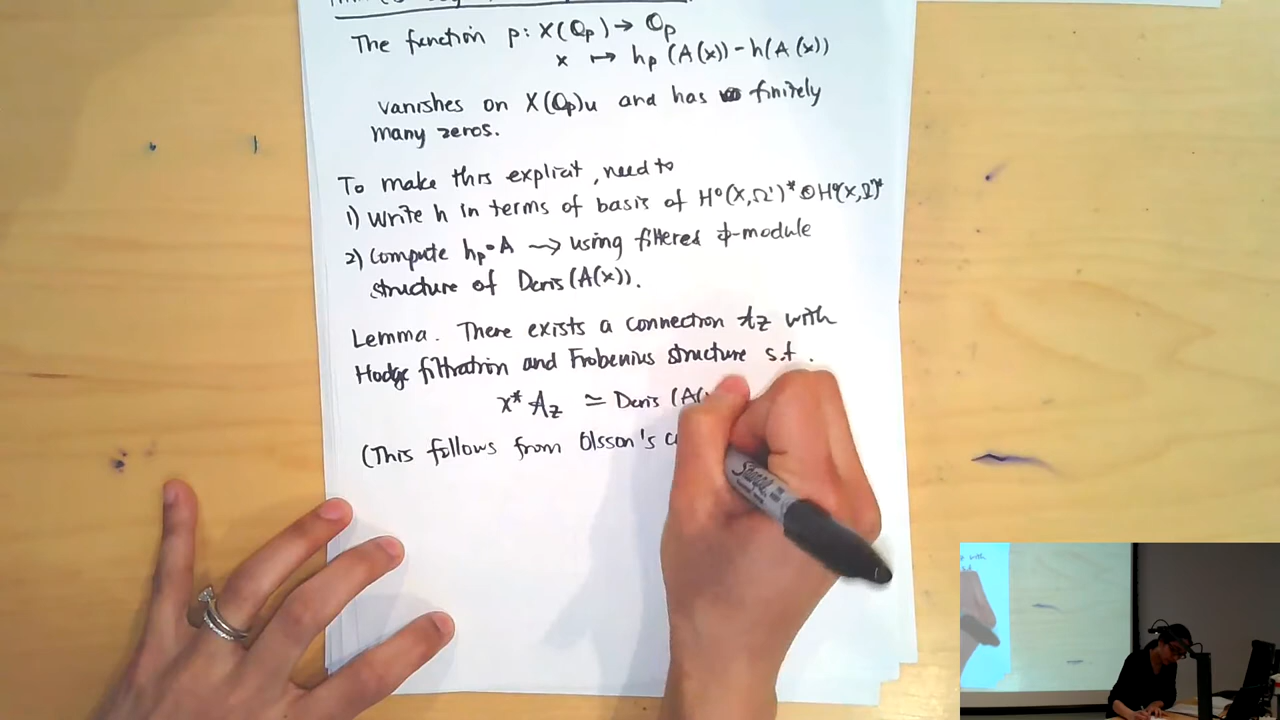 The function p: X(ℚp) → ℚp
x ↦ hp (A(x)) - h(A(x))
vanishes on X(ℚp)u and has finitely
many zeros.
To make this explicit, need to
1) write h in terms of basis of H⁰(X,Ω¹)* ⊗ H⁰(X,Ω¹)*
2) Compute hp∘A ⟶ using filtered ϕ-module
structure of Dcris(A(x)).
Lemma. There exists a connection AZ with
Hodge filtration and Frobenius structure s.t.
x* AZ ≃ Dcris (A(
(This follows from Olsson's
Sharpie